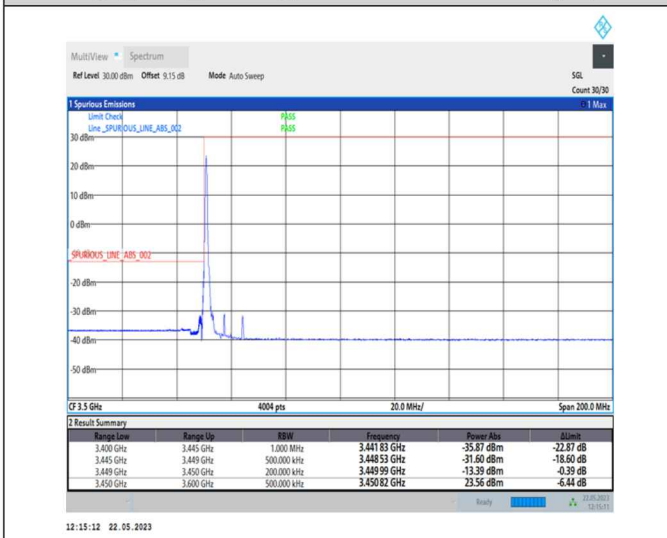 MultiView Spectrum
Ref Level 30.00 dBm Offset 9.15 dB Mode Auto Sweep SGL
Count 30/30
1 Spurious Emissions 1 Max
Limit Check PASS
Line _SPURIOUS_LINE_ABS_002 PASS
30 dBm
20 dBm
10 dBm
0 dBm
_SPURIOUS_LINE_ABS_002
-20 dBm
-30 dBm
-40 dBm
-50 dBm
CF 3.5 GHz 4004 pts 20.0 MHz/ Span 200.0 MHz
2 Result Summary
Range Low Range Up RBW Frequency Power Abs ΔLimit
3.400 GHz 3.445 GHz 1.000 MHz 3.441 83 GHz -35.87 dBm -22.87 dB
3.445 GHz 3.449 GHz 500.000 kHz 3.448 53 GHz -31.60 dBm -18.60 dB
3.449 GHz 3.450 GHz 200.000 kHz 3.449 99 GHz -13.39 dBm -0.39 dB
3.450 GHz 3.600 GHz 500.000 kHz 3.450 82 GHz 23.56 dBm -6.44 dB
Ready 22.05.2023
12:15:11
12:15:12 22.05.2023